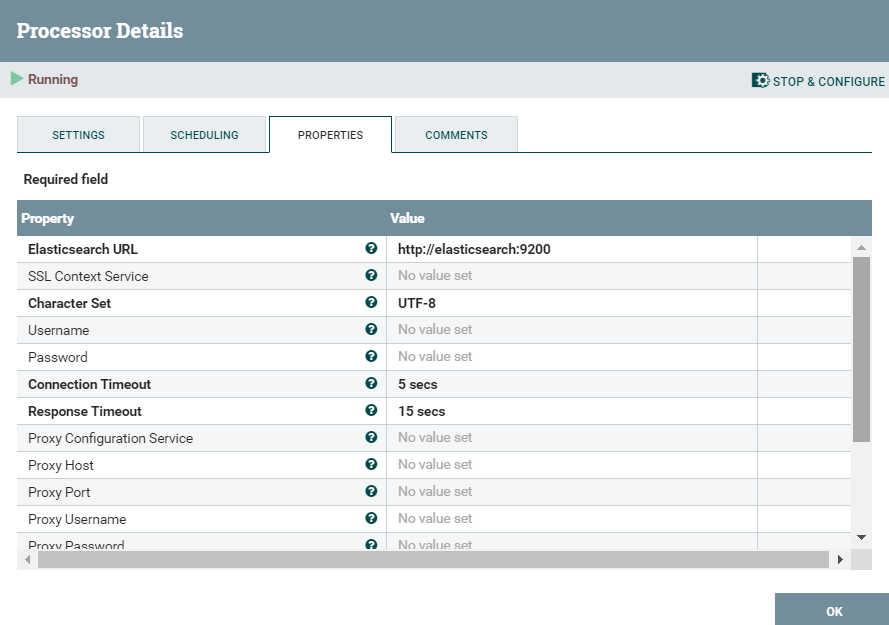 Processor Details
Running
STOP & CONFIGURE
SETTINGS SCHEDULING PROPERTIES COMMENTS
Required field
Property Value
Elasticsearch URL http://elasticsearch:9200
SSL Context Service No value set
Character Set UTF-8
Username No value set
Password No value set
Connection Timeout 5 secs
Response Timeout 15 secs
Proxy Configuration Service No value set
Proxy Host No value set
Proxy Port No value set
Proxy Username No value set
Proxy Password No value set
OK